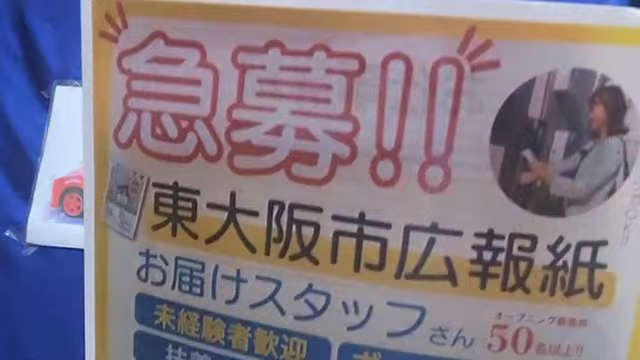 急募!!
東大阪市広報紙
お届けスタッフさん
オープニング募集枠
50名以上!!
未経験者歓迎